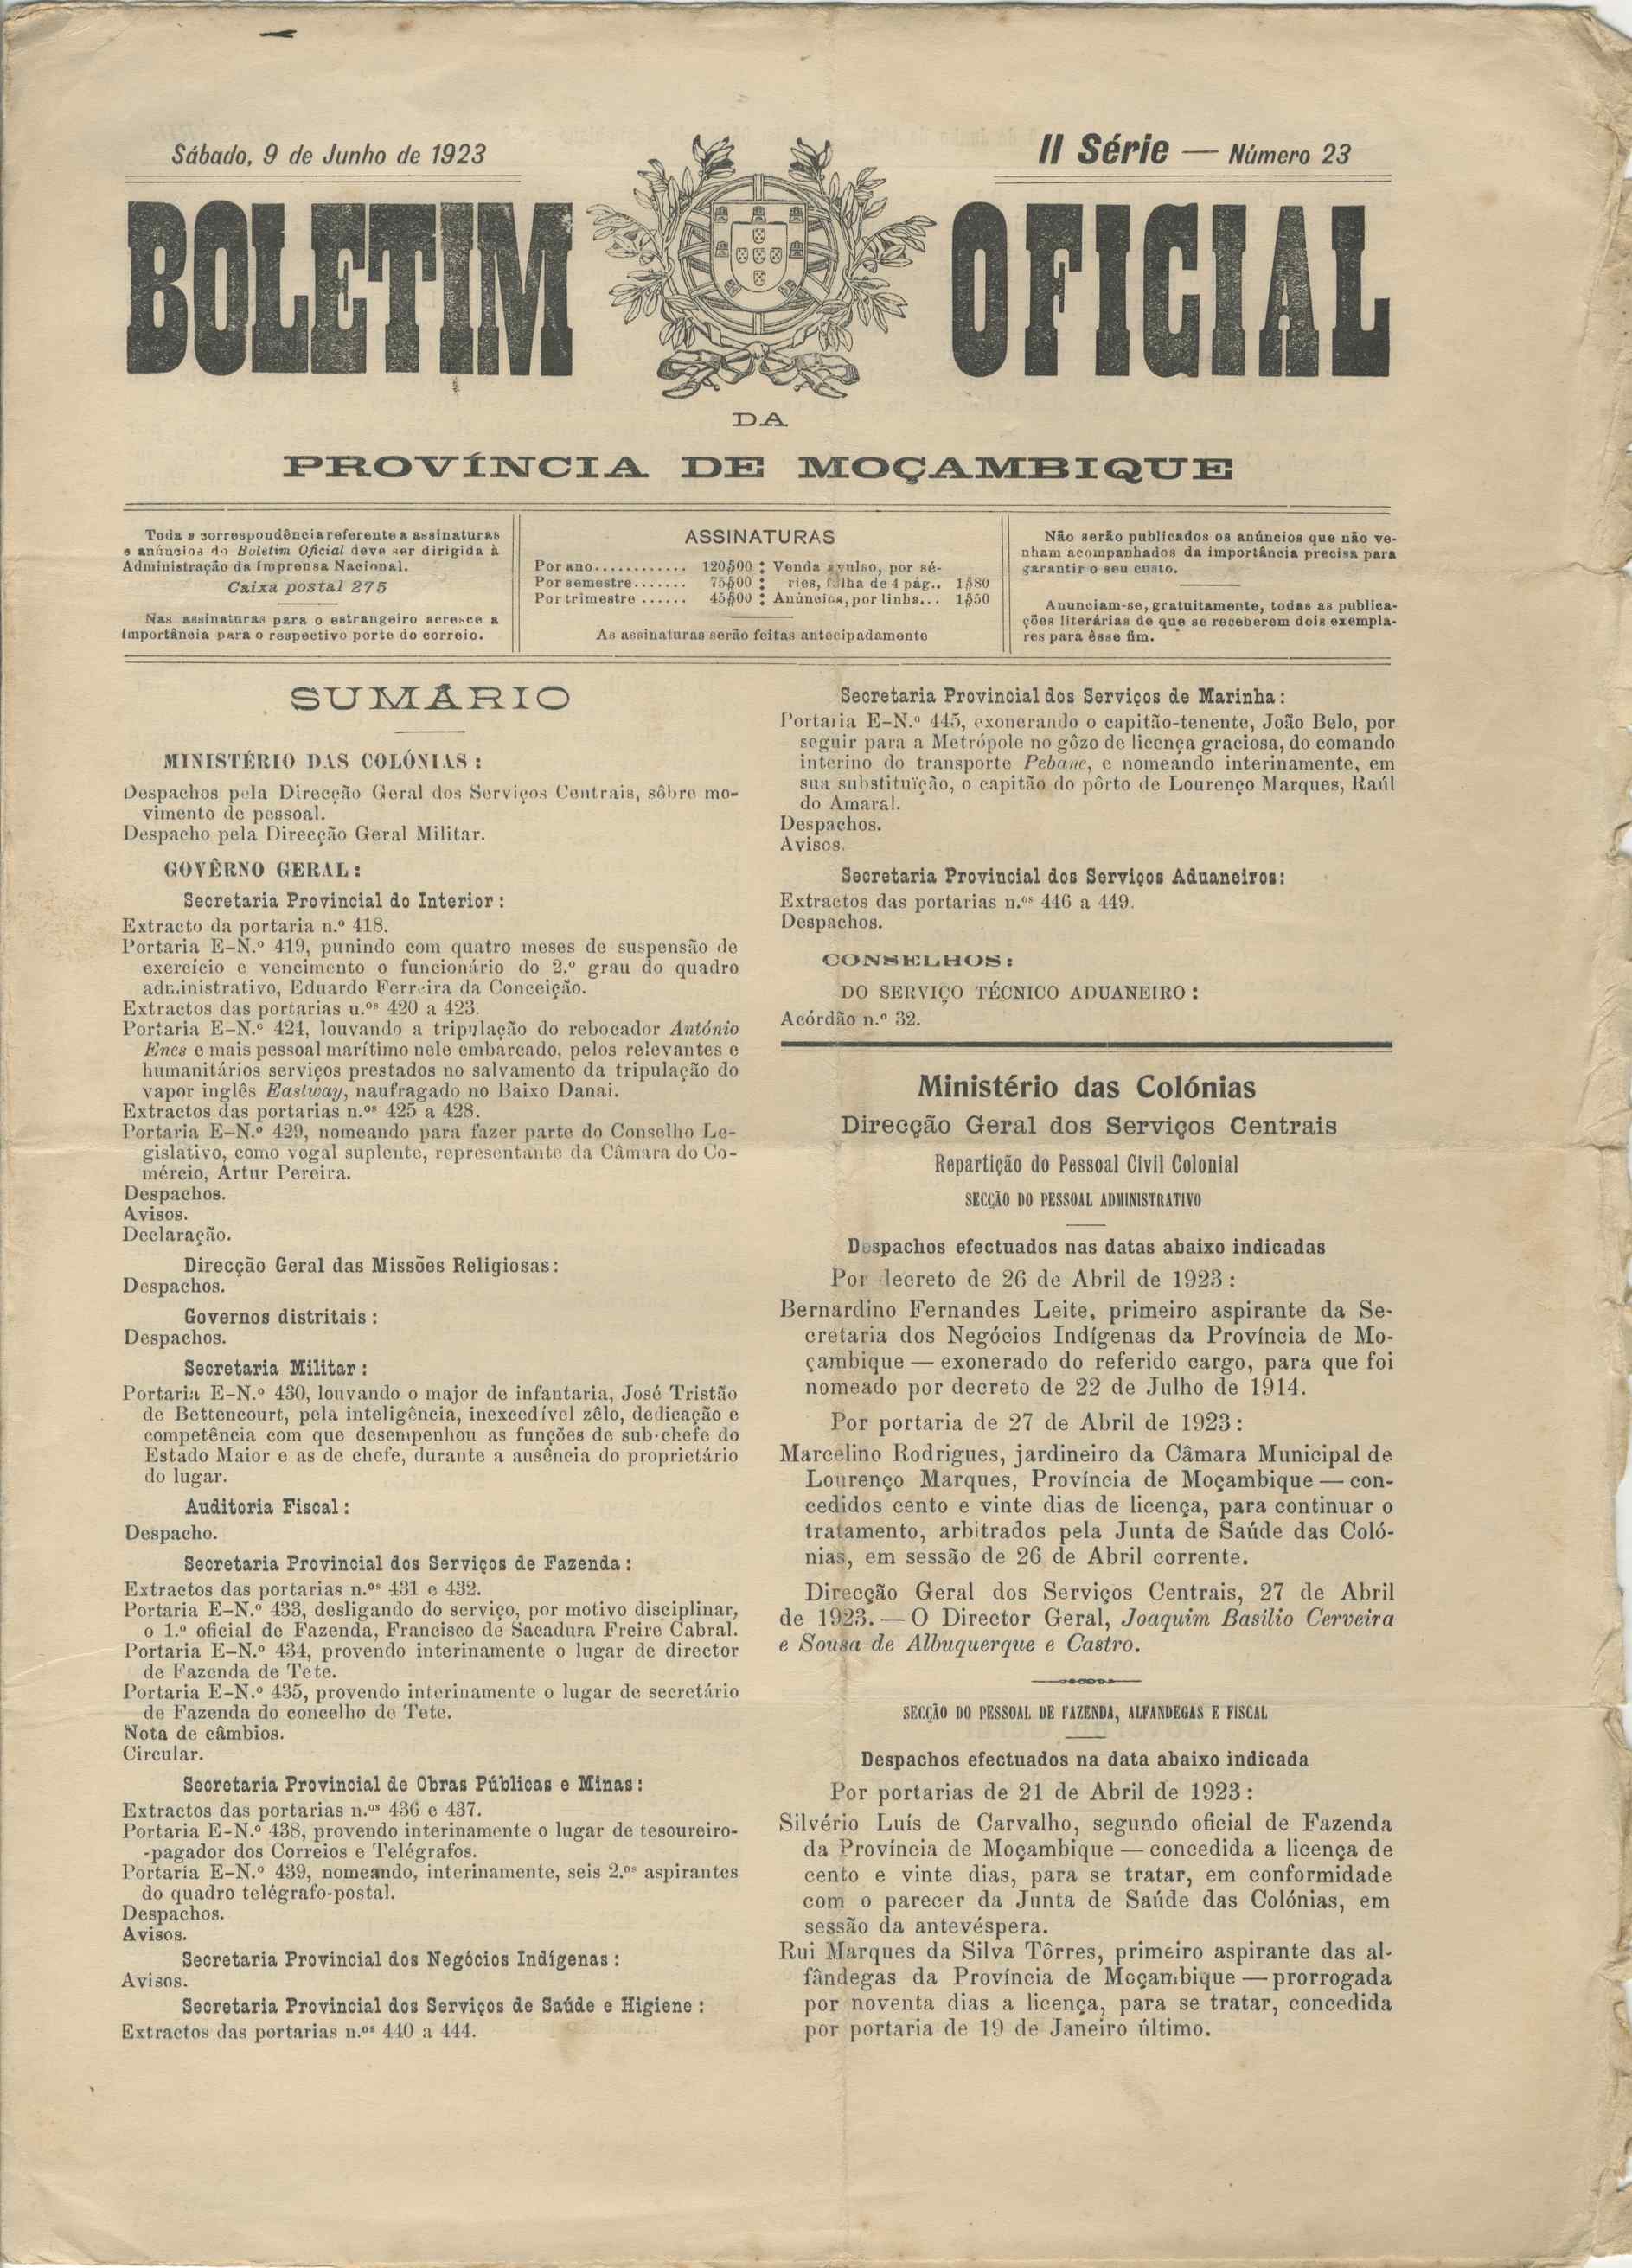 Sábado, 9 de Junho de 1923
II Série — Número 23
BOLETIM OFICIAL
DA
PROVÍNCIA DE MOÇAMBIQUE
Toda a correspondência referente a assinaturas
e anúncios do Boletim Oficial deve ser dirigida à
Administração da Imprensa Nacional.
Caixa postal 275
Nas assinaturas para o estrangeiro acresce a
importância para o respectivo porte do correio.
ASSINATURAS
Por ano............ 120$00
Por semestre....... 75$00
Por trimestre ...... 45$00
Venda avulso, por sé-
ries, folha de 4 pág.. 1$80
Anúncios, por linha... 1$50
As assinaturas serão feitas antecipadamente
Não serão publicados os anúncios que não ve-
nham acompanhados da importância precisa para
garantir o seu custo.
Anunciam-se, gratuitamente, todas as publica-
ções literárias de que se receberem dois exempla-
res para êsse fim.
SUMÁRIO
MINISTÉRIO DAS COLÓNIAS :
Despachos pela Direcção Geral dos Serviços Centrais, sôbre mo-
vimento de pessoal.
Despacho pela Direcção Geral Militar.
GOVÊRNO GERAL :
Secretaria Provincial do Interior :
Extracto da portaria n.º 418.
Portaria E-N.º 419, punindo com quatro meses de suspensão de
exercício e vencimento o funcionário do 2.º grau do quadro
administrativo, Eduardo Ferreira da Conceição.
Extractos das portarias n.ºs 420 a 423.
Portaria E-N.º 424, louvando a tripulação do rebocador António
Enes e mais pessoal marítimo nele embarcado, pelos relevantes e
humanitários serviços prestados no salvamento da tripulação do
vapor inglês Eastway, naufragado no Baixo Danai.
Extractos das portarias n.ºs 425 a 428.
Portaria E-N.º 429, nomeando para fazer parte do Conselho Le-
gislativo, como vogal suplente, representante da Câmara do Co-
mércio, Artur Pereira.
Despachos.
Avisos.
Declaração.
Direcção Geral das Missões Religiosas :
Despachos.
Governos distritais :
Despachos.
Secretaria Militar :
Portaria E-N.º 430, louvando o major de infantaria, José Tristão
de Bettencourt, pela inteligência, inexcedível zêlo, dedicação e
competência com que desempenhou as funções de sub-chefe do
Estado Maior e as de chefe, durante a ausência do proprietário
do lugar.
Auditoria Fiscal :
Despacho.
Secretaria Provincial dos Serviços de Fazenda :
Extractos das portarias n.ºs 431 e 432.
Portaria E-N.º 433, desligando do serviço, por motivo disciplinar,
o 1.º oficial de Fazenda, Francisco de Sacadura Freire Cabral.
Portaria E-N.º 434, provendo interinamente o lugar de director
de Fazenda de Tete.
Portaria E-N.º 435, provendo interinamente o lugar de secretário
de Fazenda do concelho de Tete.
Nota de câmbios.
Circular.
Secretaria Provincial de Obras Públicas e Minas :
Extractos das portarias n.ºs 436 e 437.
Portaria E-N.º 438, provendo interinamente o lugar de tesoureiro-
-pagador dos Correios e Telégrafos.
Portaria E-N.º 439, nomeando, interinamente, seis 2.ºs aspirantes
do quadro telégrafo-postal.
Despachos.
Avisos.
Secretaria Provincial dos Negócios Indígenas :
Avisos.
Secretaria Provincial dos Serviços de Saúde e Higiene :
Extractos das portarias n.ºs 440 a 444.
Secretaria Provincial dos Serviços de Marinha :
Portaria E-N.º 445, exonerando o capitão-tenente, João Belo, por
seguir para a Metrópole no gôzo de licença graciosa, do comando
interino do transporte Pebane, e nomeando interinamente, em
sua substituïção, o capitão do pôrto de Lourenço Marques, Raúl
do Amaral.
Despachos.
Avisos.
Secretaria Provincial dos Serviços Aduaneiros :
Extractos das portarias n.ºs 446 a 449.
Despachos.
CONSELHOS :
DO SERVIÇO TÉCNICO ADUANEIRO :
Acórdão n.º 32.
Ministério das Colónias
Direcção Geral dos Serviços Centrais
Repartição do Pessoal Civil Colonial
SECÇÃO DO PESSOAL ADMINISTRATIVO
Despachos efectuados nas datas abaixo indicadas
Por decreto de 26 de Abril de 1923 :
Bernardino Fernandes Leite, primeiro aspirante da Se-
cretaria dos Negócios Indígenas da Província de Mo-
çambique — exonerado do referido cargo, para que foi
nomeado por decreto de 22 de Julho de 1914.
Por portaria de 27 de Abril de 1923 :
Marcelino Rodrigues, jardineiro da Câmara Municipal de
Lourenço Marques, Província de Moçambique — con-
cedidos cento e vinte dias de licença, para continuar o
tratamento, arbitrados pela Junta de Saúde das Coló-
nias, em sessão de 26 de Abril corrente.
Direcção Geral dos Serviços Centrais, 27 de Abril
de 1923. — O Director Geral, Joaquim Basílio Cerveira
e Sousa de Albuquerque e Castro.
SECÇÃO DO PESSOAL DE FAZENDA, ALFANDEGAS E FISCAL
Despachos efectuados na data abaixo indicada
Por portarias de 21 de Abril de 1923 :
Silvério Luís de Carvalho, segundo oficial de Fazenda
da Província de Moçambique — concedida a licença de
cento e vinte dias, para se tratar, em conformidade
com o parecer da Junta de Saúde das Colónias, em
sessão da antevéspera.
Rui Marques da Silva Tôrres, primeiro aspirante das al-
fândegas da Província de Moçambique — prorrogada
por noventa dias a licença, para se tratar, concedida
por portaria de 19 de Janeiro último.